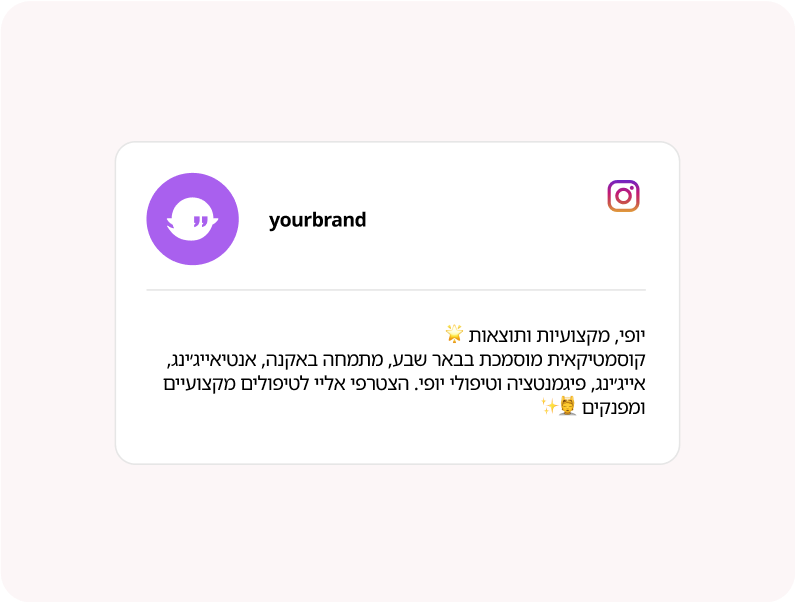 yourbrand
יופי, מקצועיות ותוצאות 🌟
קוסמטיקאית מוסמכת בבאר שבע, מתמחה באקנה, אנטיאייג׳ינג,
אייג׳ינג, פיגמנטציה וטיפולי יופי. הצטרפי אליי לטיפולים מקצועיים
ומפנקים 💆✨